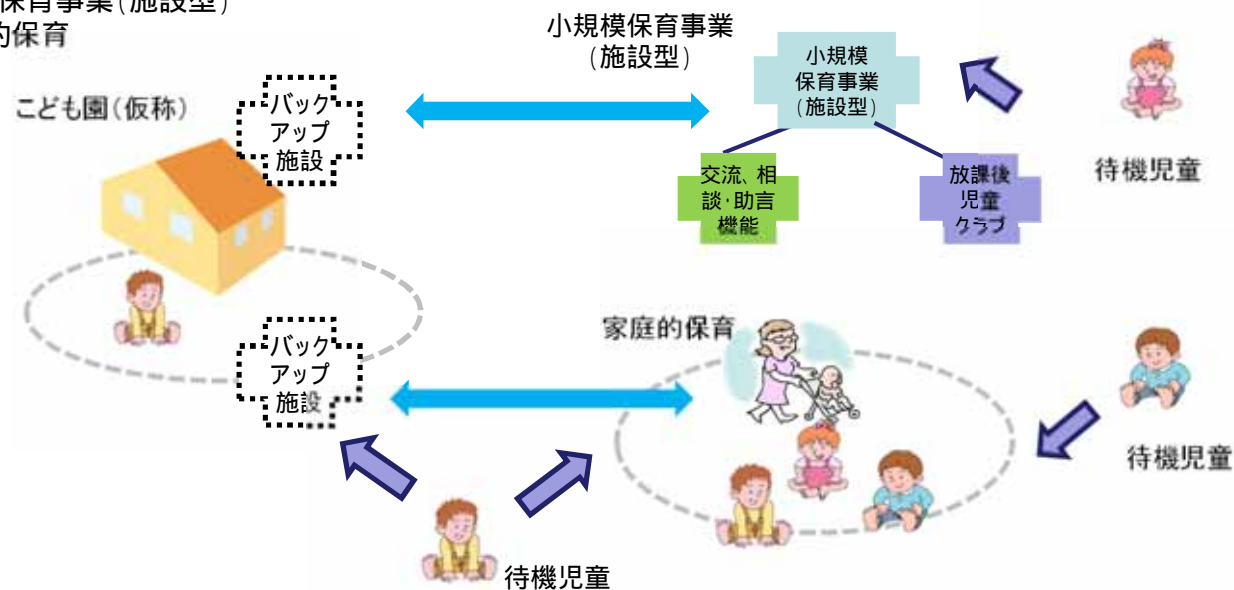 保育事業(施設型)
的保育
小規模保育事業
(施設型)
小規模
保育事業
(施設型)
こども園(仮称)
バック
アップ
施設
交流、相
談・助言
機能
放課後
児童
クラブ
待機児童
バック
アップ
施設
家庭的保育
待機児童
待機児童